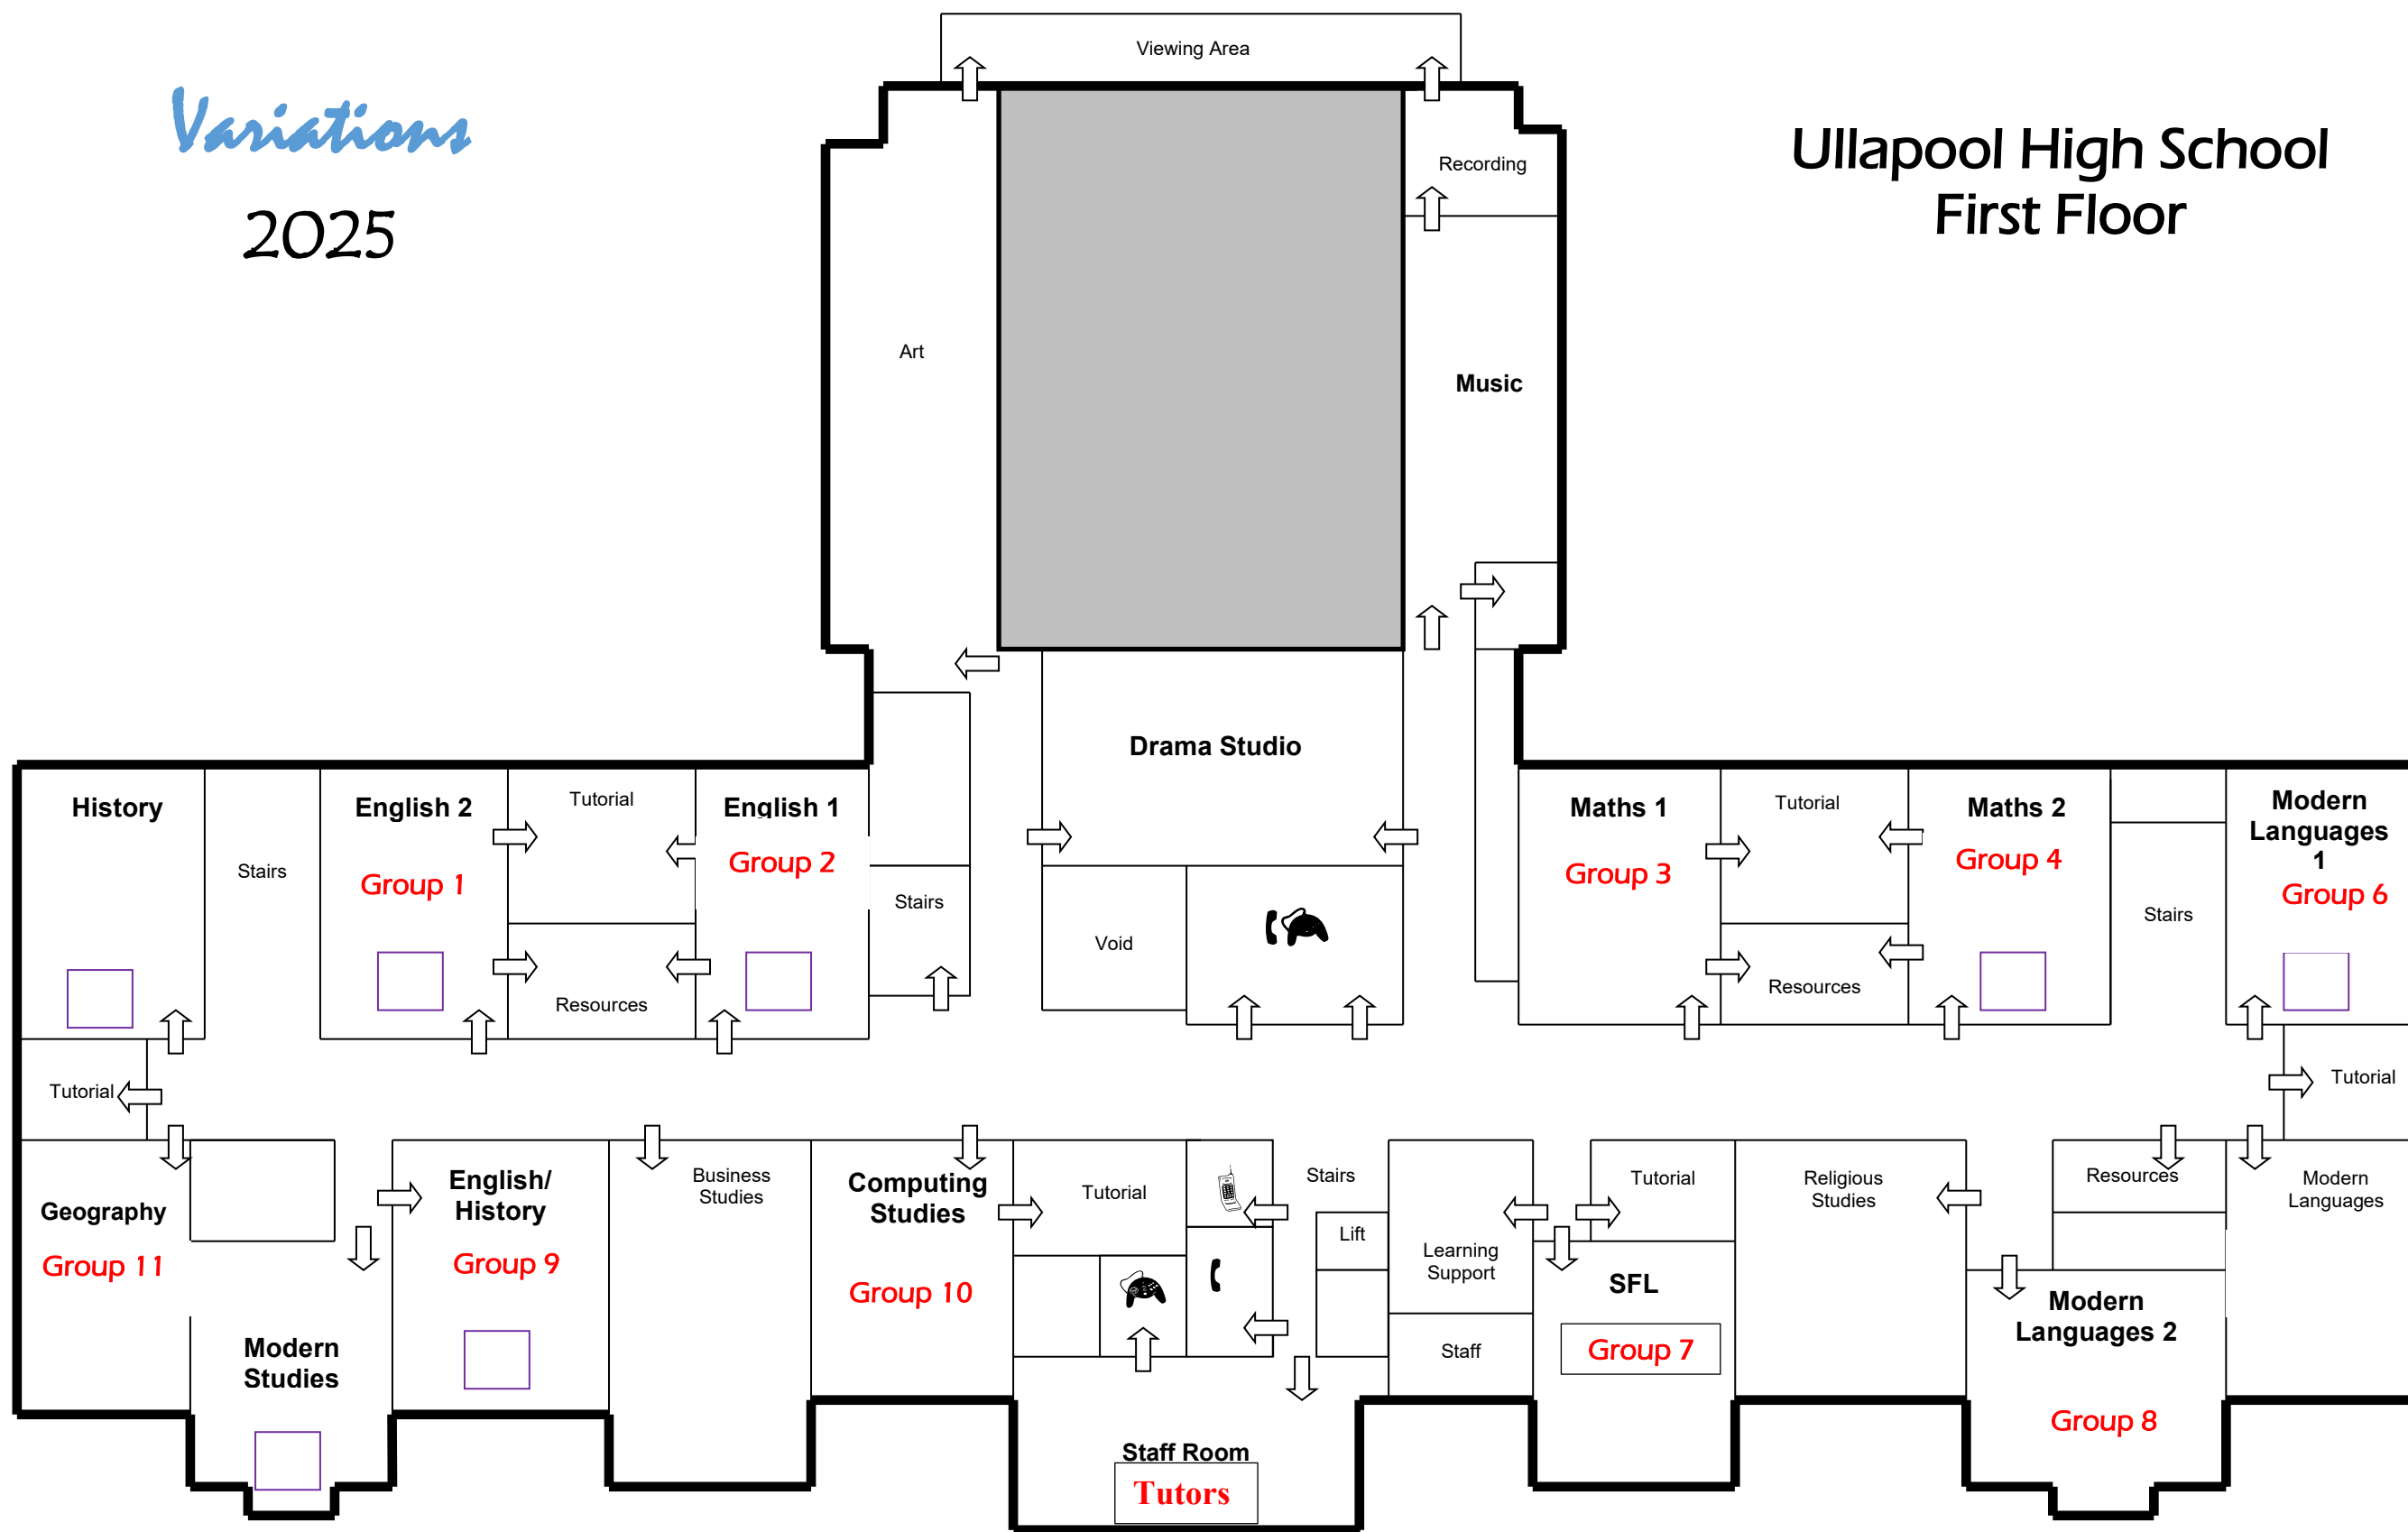 Viewing Area
Variations
2025
Ullapool High School
First Floor
Recording
Art
Music
Drama Studio
History
English 2
Tutorial
English 1
Maths 1
Tutorial
Maths 2
Modern
Languages
1
Group 1
Group 2
Group 3
Group 4
Group 6
Stairs
Stairs
Stairs
Void
Resources
Resources
Tutorial
Tutorial
Geography
Group 11
English/
History
Group 9
Business
Studies
Computing
Studies
Group 10
Tutorial
Stairs
Lift
Learning
Support
Staff
Tutorial
SFL
Group 7
Religious
Studies
Resources
Modern
Languages 2
Group 8
Modern
Languages
Modern
Studies
Staff Room
Tutors